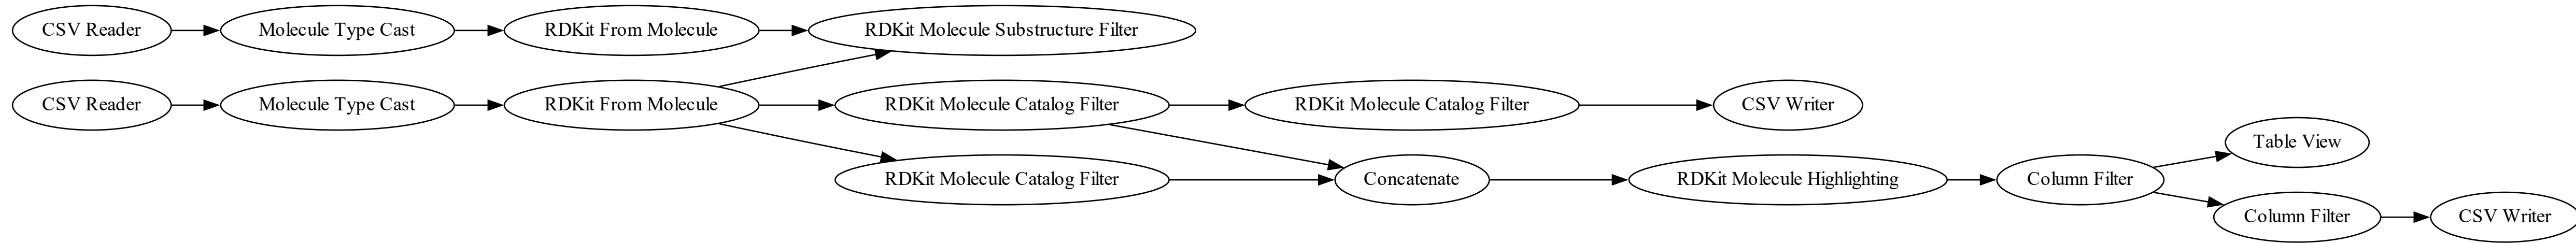 CSV Reader
Molecule Type Cast
RDKit From Molecule
RDKit Molecule Substructure Filter
CSV Reader
Molecule Type Cast
RDKit From Molecule
RDKit Molecule Catalog Filter
RDKit Molecule Catalog Filter
CSV Writer
Table View
RDKit Molecule Catalog Filter
Concatenate
RDKit Molecule Highlighting
Column Filter
Column Filter
CSV Writer